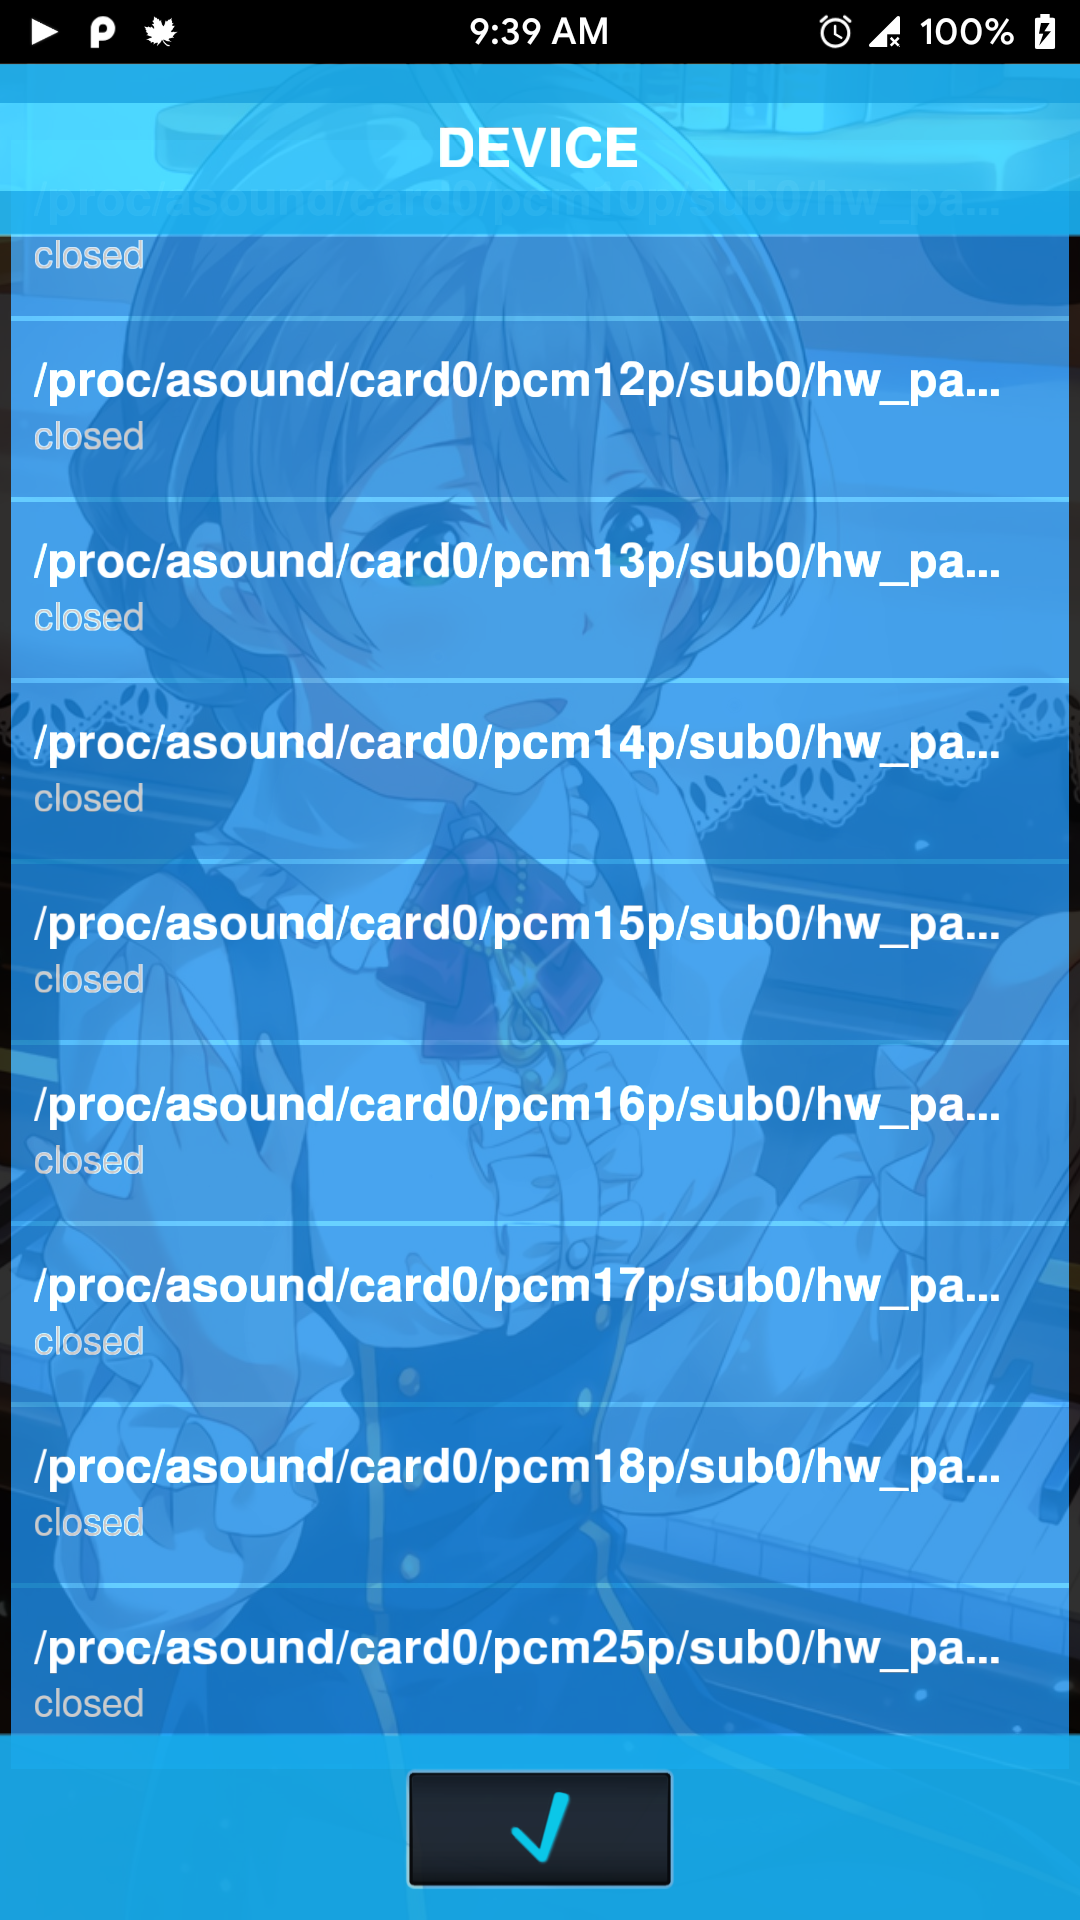 9:39 AM
100%
DEVICE
/proc/asound/card0/pcm10p/sub0/hw_pa...
closed
/proc/asound/card0/pcm12p/sub0/hw_pa...
closed
/proc/asound/card0/pcm13p/sub0/hw_pa...
closed
/proc/asound/card0/pcm14p/sub0/hw_pa...
closed
/proc/asound/card0/pcm15p/sub0/hw_pa...
closed
/proc/asound/card0/pcm16p/sub0/hw_pa...
closed
/proc/asound/card0/pcm17p/sub0/hw_pa...
closed
/proc/asound/card0/pcm18p/sub0/hw_pa...
closed
/proc/asound/card0/pcm25p/sub0/hw_pa...
closed